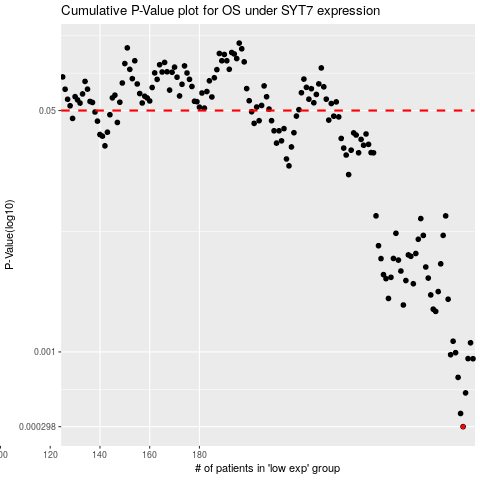 Cumulative P-Value plot for OS under SYT7 expression
P-Value(log10)
0.05
0.001
0.000298
00 120 140 160 180
# of patients in 'low exp' group